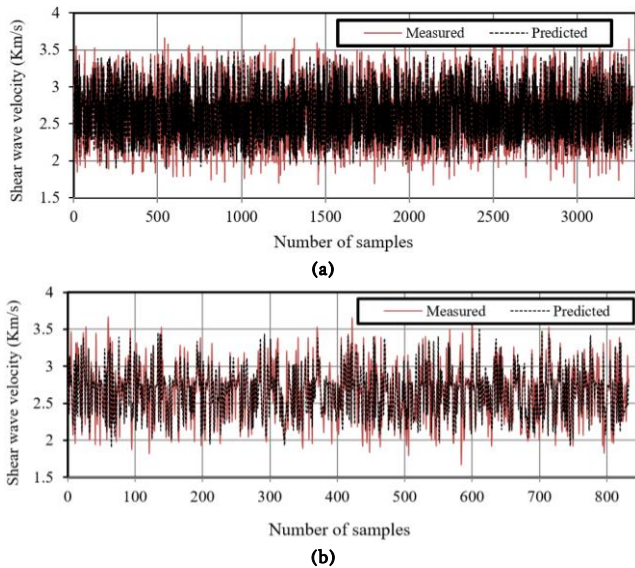 4
3.5
3
2.5
2
1.5
Shear wave velocity (Km/s)
Measured Predicted
0 500 1000 1500 2000 2500 3000
Number of samples
(a)
4
3.5
3
2.5
2
1.5
Shear wave velocity (Km/s)
Measured Predicted
0 100 200 300 400 500 600 700 800
Number of samples
(b)